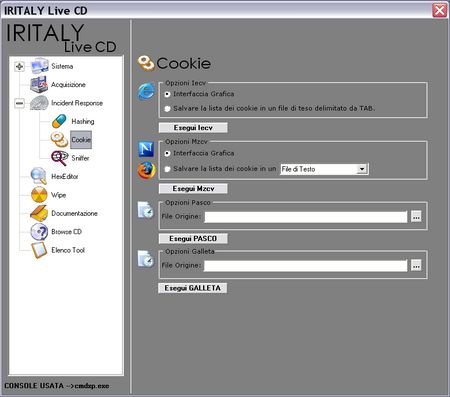 IRITALY Live CD
IRITALY
Live CD
Sistema
Acquisizione
Incident Response
Hashing
Cookie
Sniffer
HexEditor
Wipe
Documentazione
Browse CD
Elenco Tool
CONSOLE USATA -->cmdxp.exe
Cookie
Opzioni Iecv
Interfaccia Grafica
Salvare la lista dei cookie in un file di teso delimitato da TAB.
Esegui Iecv
Opzioni Mzcv
Interfaccia Grafica
Salvare la lista dei cookie in un File di Testo
Esegui Mzcv
Opzioni Pasco
File Origine: ...
Esegui PASCO
Opzioni Galleta
File Origine: ...
Esegui GALLETA